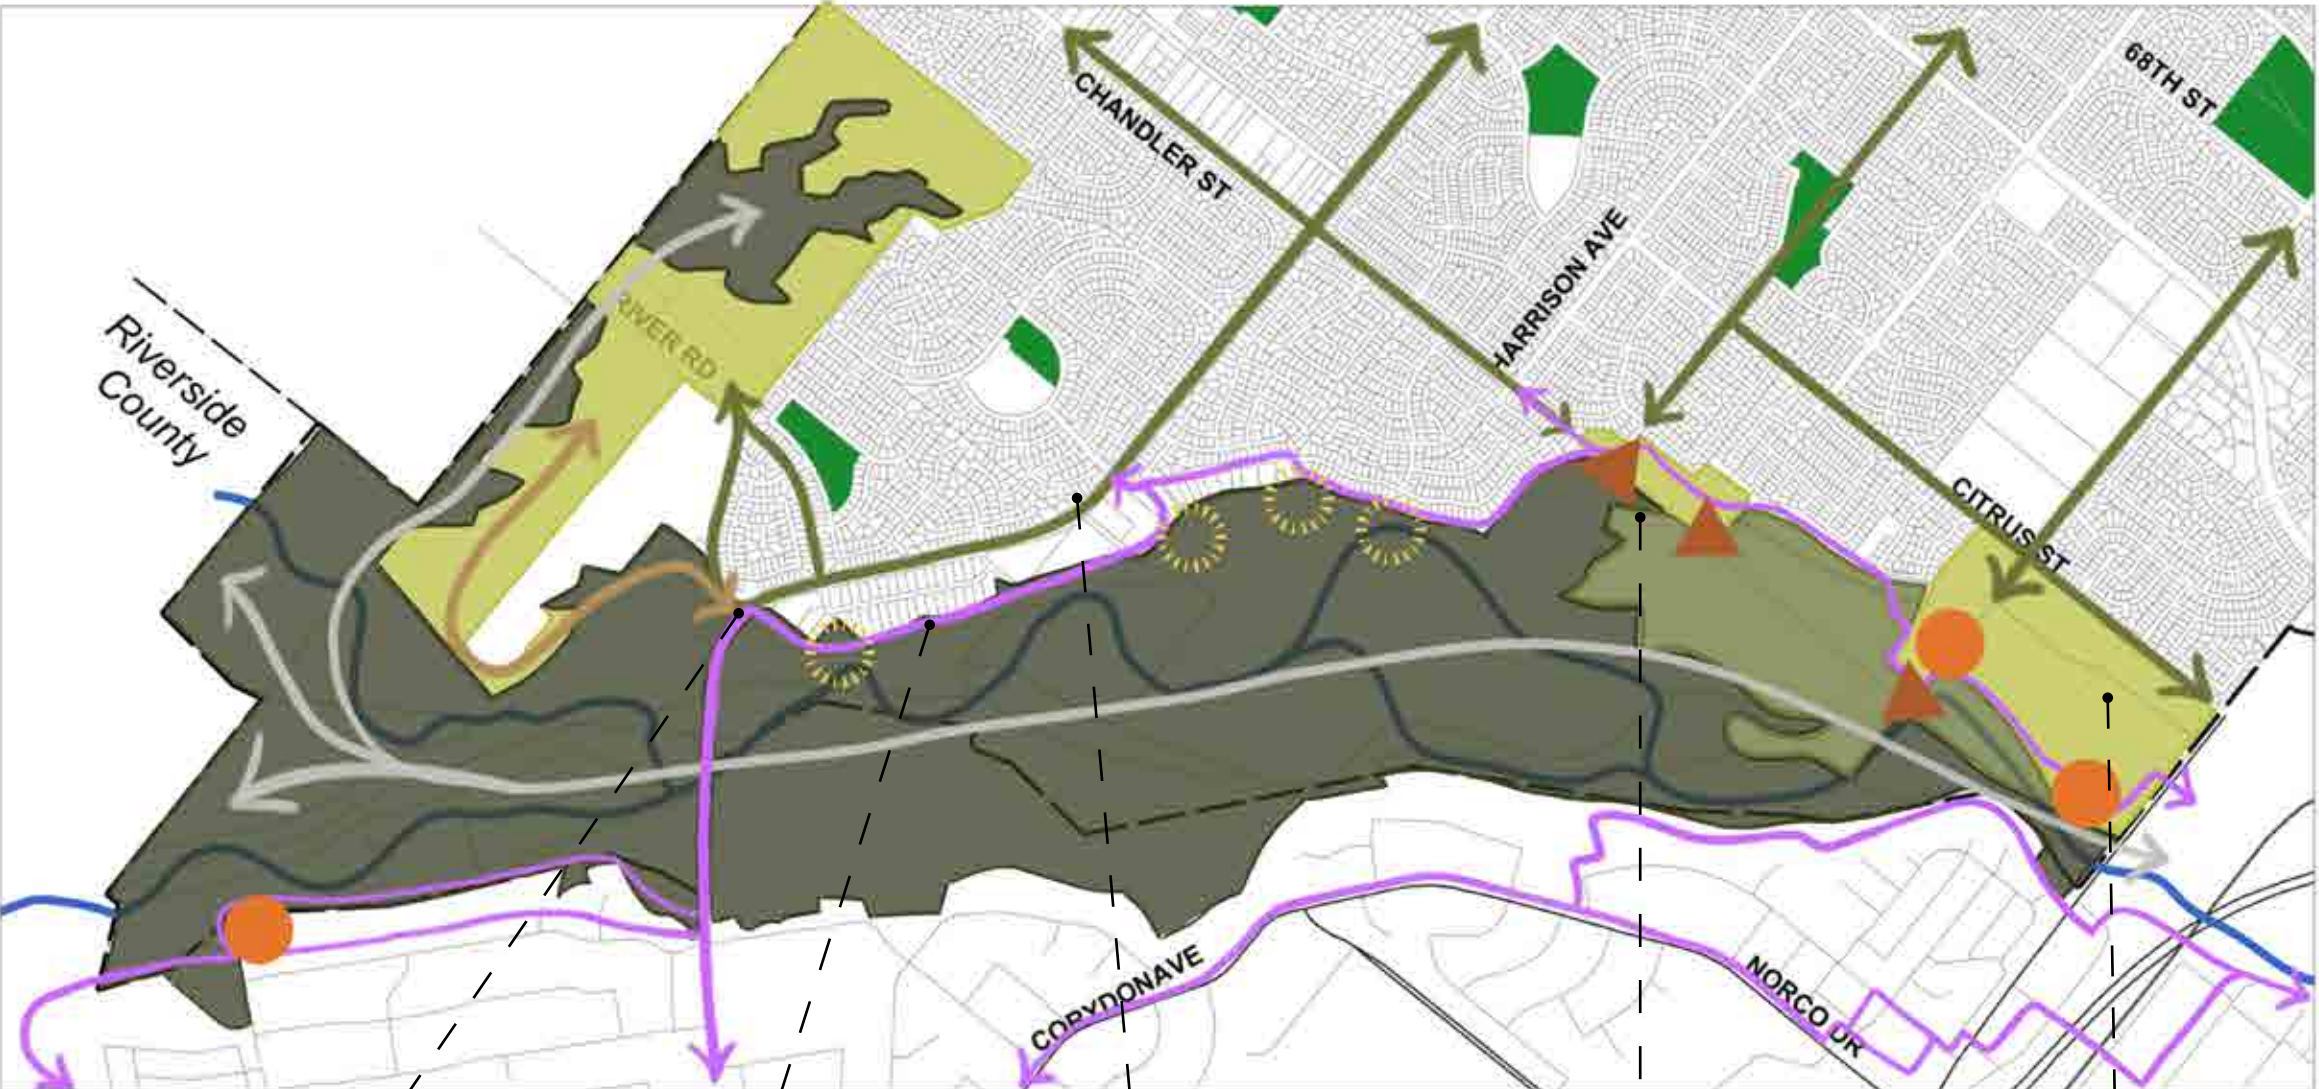 68TH ST
CHANDLER ST
HARRISON AVE
RIVER RD
Riverside
County
CITRUS ST
CORYDONAVE
NORCO DR